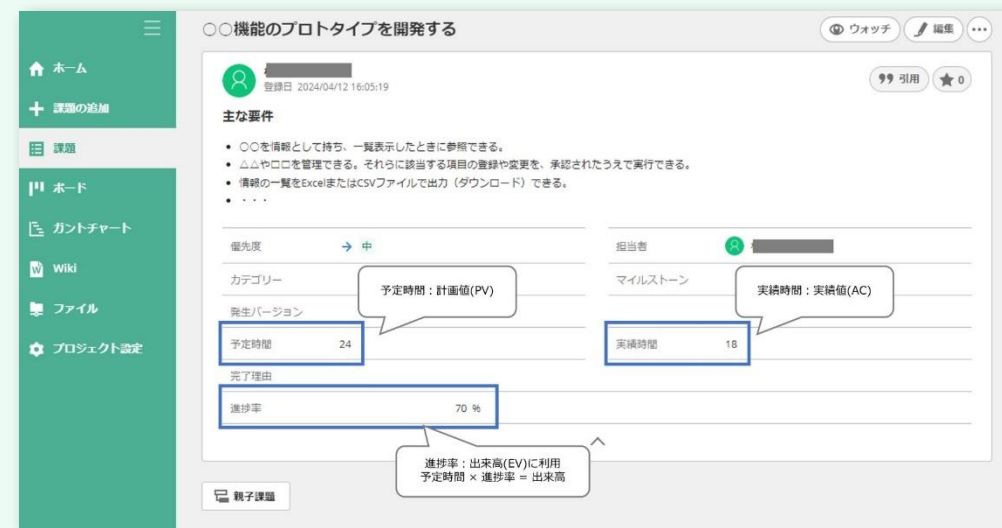 ○○機能のプロトタイプを開発する
ウォッチ
編集
ホーム
課題の追加
課題
ボード
ガントチャート
Wiki
ファイル
プロジェクト設定
登録日 2024/04/12 16:05:19
引用
0
主な要件
• ○○を情報として持ち、一覧表示したときに参照できる。
• △△や□□を管理できる。それらに該当する項目の登録や変更を、承認されたうえで実行できる。
• 情報の一覧をExcelまたはCSVファイルで出力（ダウンロード）できる。
• ・・・
優先度 → 中
担当者
カテゴリー
マイルストーン
予定時間：計画値(PV)
実績時間：実績値(AC)
発生バージョン
予定時間 24
実績時間 18
完了理由
進捗率 70 %
進捗率：出来高(EV)に利用
予定時間 × 進捗率 = 出来高
親子課題